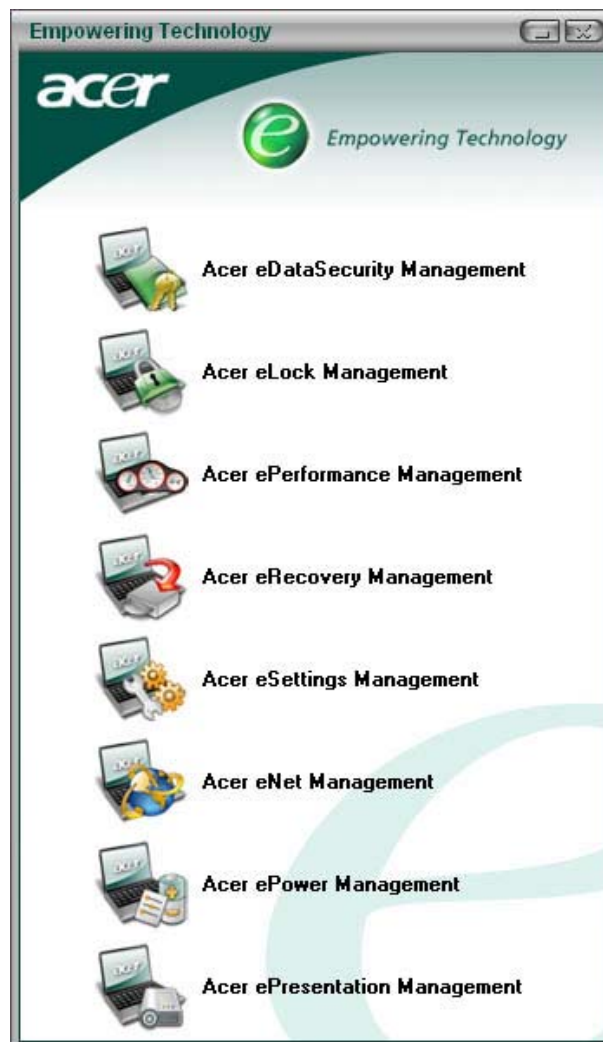 Empowering Technology
acer
e Empowering Technology
Acer eDataSecurity Management
Acer eLock Management
Acer ePerformance Management
Acer eRecovery Management
Acer eSettings Management
Acer eNet Management
Acer ePower Management
Acer ePresentation Management